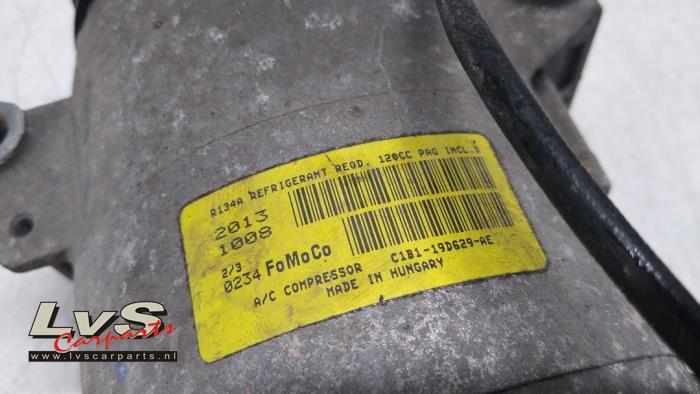 R134A REFRIGERANT REQD. 120CC PAG INCL.
2013
1008
2/3
0234 FoMoCo
C1B1-19D629-AE
A/C COMPRESSOR
MADE IN HUNGARY
LvS
Carparts
www.lvscarparts.nl